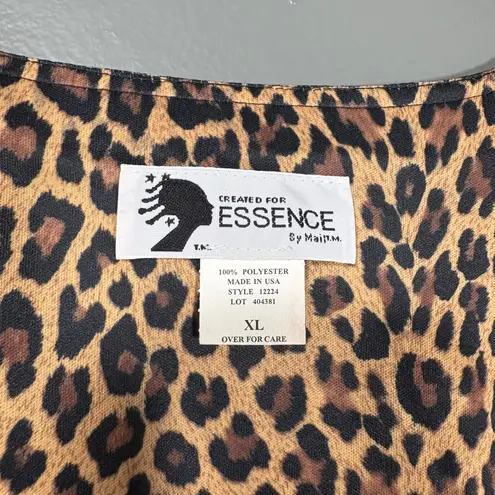 CREATED FOR
ESSENCE
By Mail T.M.
T.M.
100% POLYESTER
MADE IN USA
STYLE 12224
LOT 404381
XL
OVER FOR CARE